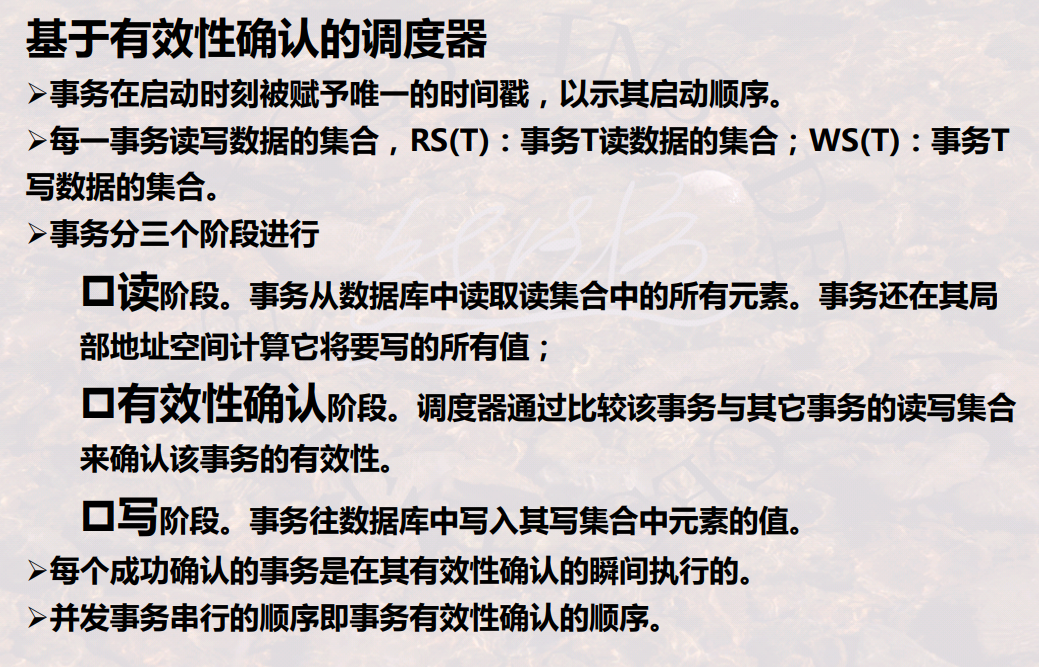 基于有效性确认的调度器
➢事务在启动时刻被赋予唯一的时间戳，以示其启动顺序。
➢每一事务读写数据的集合，RS(T)：事务T读数据的集合；WS(T)：事务T
写数据的集合。
➢事务分三个阶段进行
读阶段。事务从数据库中读取读集合中的所有元素。事务还在其局
部地址空间计算它将要写的所有值；
有效性确认阶段。调度器通过比较该事务与其它事务的读写集合
来确认该事务的有效性。
写阶段。事务往数据库中写入其写集合中元素的值。
➢每个成功确认的事务是在其有效性确认的瞬间执行的。
➢并发事务串行的顺序即事务有效性确认的顺序。